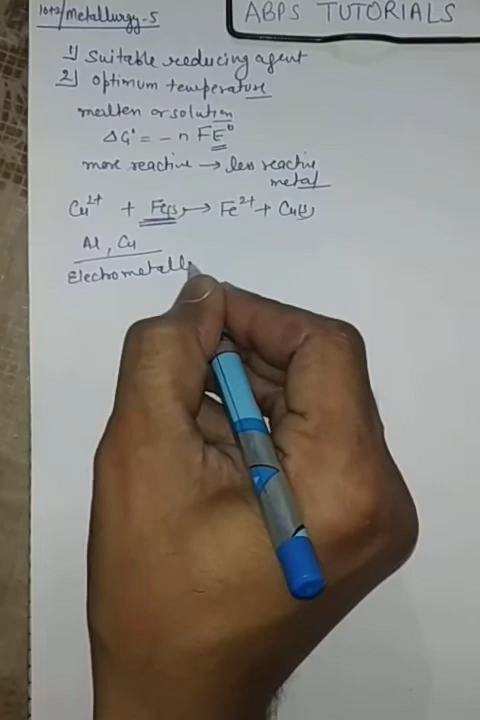 10+2/Metallurgy-5
ABPS TUTORIALS
1) Suitable reducing agent
2) Optimum temperature
molten or solution
ΔG° = - n FE°
more reactive → less reactive
metal
Cu²⁺ + Fe(s) → Fe²⁺ + Cu(s)
Al, Cu
Electrometall